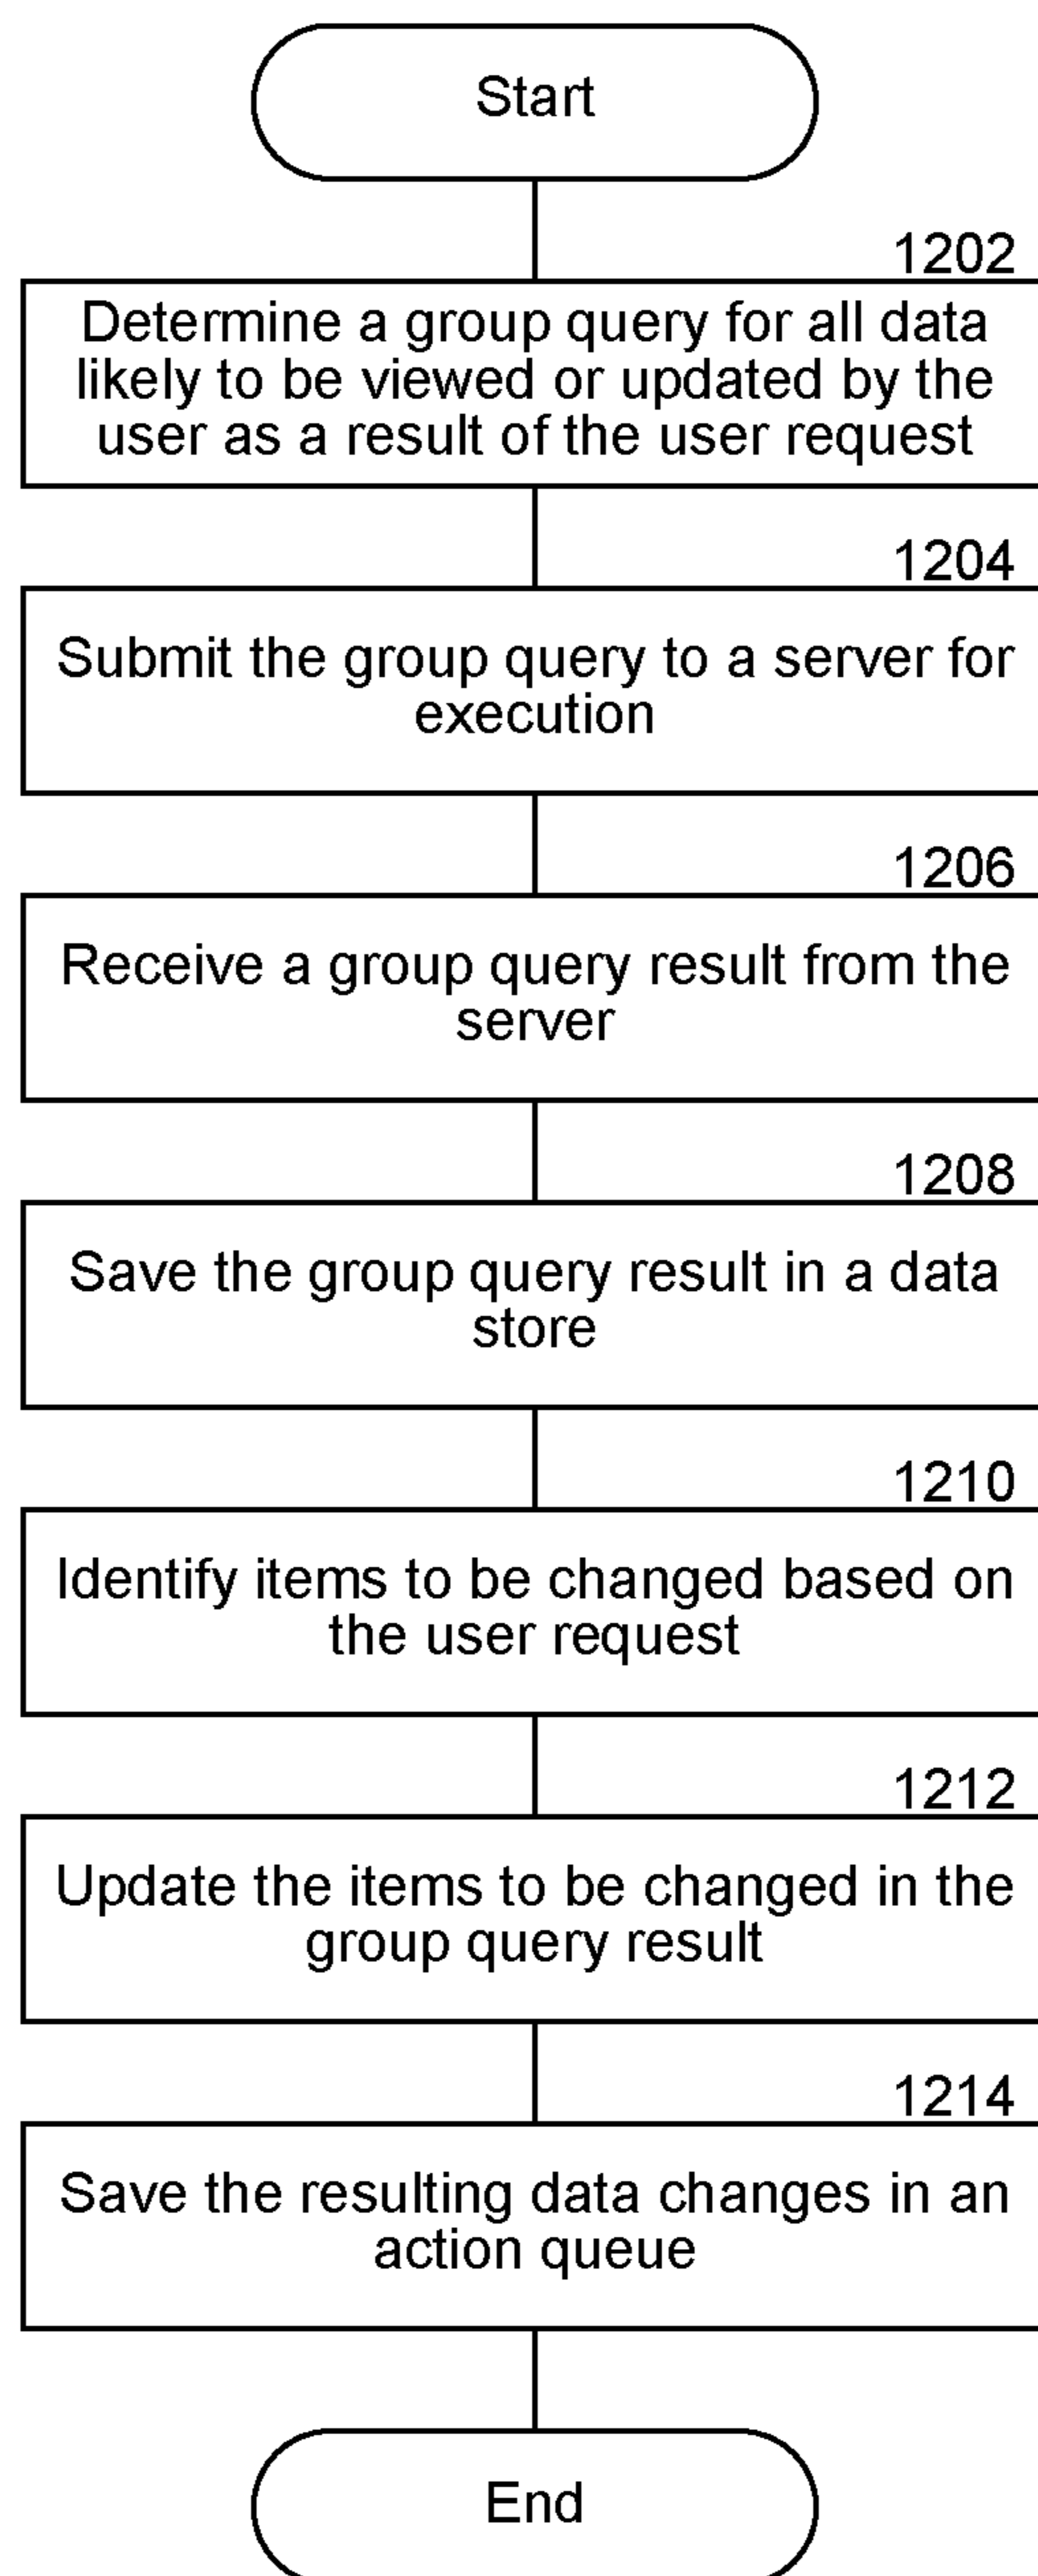 Start
1202
Determine a group query for all data
likely to be viewed or updated by the
user as a result of the user request
1204
Submit the group query to a server for
execution
1206
Receive a group query result from the
server
1208
Save the group query result in a data
store
1210
Identify items to be changed based on
the user request
1212
Update the items to be changed in the
group query result
1214
Save the resulting data changes in an
action queue
End